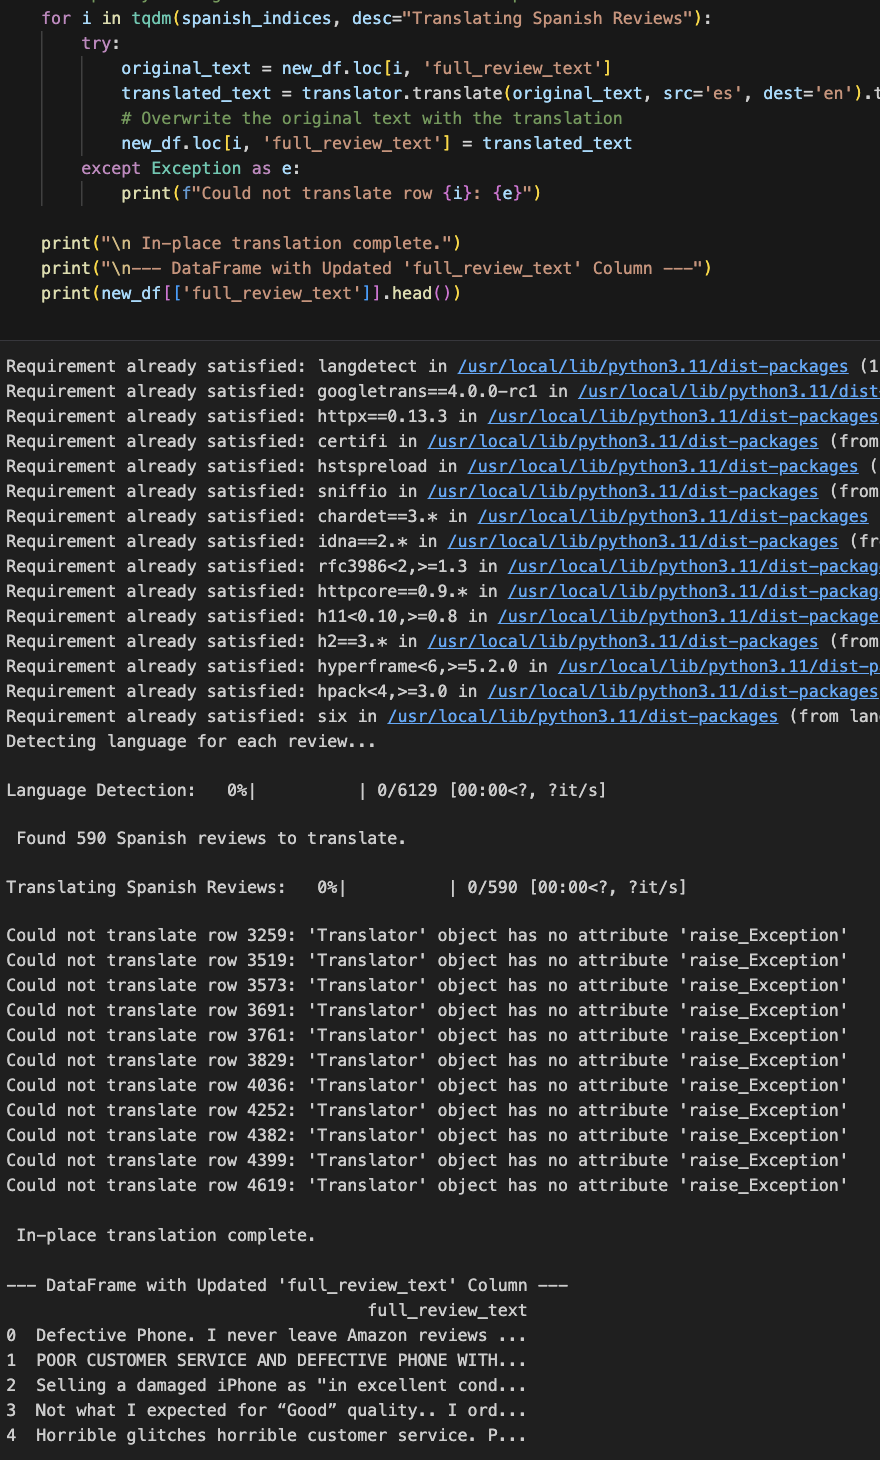 for i in tqdm(spanish_indices, desc="Translating Spanish Reviews"):
try:
original_text = new_df.loc[i, 'full_review_text']
translated_text = translator.translate(original_text, src='es', dest='en').t
# Overwrite the original text with the translation
new_df.loc[i, 'full_review_text'] = translated_text
except Exception as e:
print(f"Could not translate row {i}: {e}")
print("\n In-place translation complete.")
print("\n--- DataFrame with Updated 'full_review_text' Column ---")
print(new_df[['full_review_text']].head())
Requirement already satisfied: langdetect in /usr/local/lib/python3.11/dist-packages (1
Requirement already satisfied: googletrans==4.0.0-rc1 in /usr/local/lib/python3.11/dist-
Requirement already satisfied: httpx==0.13.3 in /usr/local/lib/python3.11/dist-packages
Requirement already satisfied: certifi in /usr/local/lib/python3.11/dist-packages (from
Requirement already satisfied: hstspreload in /usr/local/lib/python3.11/dist-packages (
Requirement already satisfied: sniffio in /usr/local/lib/python3.11/dist-packages (from
Requirement already satisfied: chardet==3.* in /usr/local/lib/python3.11/dist-packages
Requirement already satisfied: idna==2.* in /usr/local/lib/python3.11/dist-packages (fr
Requirement already satisfied: rfc3986<2,>=1.3 in /usr/local/lib/python3.11/dist-packag
Requirement already satisfied: httpcore==0.9.* in /usr/local/lib/python3.11/dist-packag
Requirement already satisfied: h11<0.10,>=0.8 in /usr/local/lib/python3.11/dist-package
Requirement already satisfied: h2==3.* in /usr/local/lib/python3.11/dist-packages (from
Requirement already satisfied: hyperframe<6,>=5.2.0 in /usr/local/lib/python3.11/dist-p
Requirement already satisfied: hpack<4,>=3.0 in /usr/local/lib/python3.11/dist-packages
Requirement already satisfied: six in /usr/local/lib/python3.11/dist-packages (from lan
Detecting language for each review...
Language Detection:   0%|          | 0/6129 [00:00<?, ?it/s]
Found 590 Spanish reviews to translate.
Translating Spanish Reviews:   0%|          | 0/590 [00:00<?, ?it/s]
Could not translate row 3259: 'Translator' object has no attribute 'raise_Exception'
Could not translate row 3519: 'Translator' object has no attribute 'raise_Exception'
Could not translate row 3573: 'Translator' object has no attribute 'raise_Exception'
Could not translate row 3691: 'Translator' object has no attribute 'raise_Exception'
Could not translate row 3761: 'Translator' object has no attribute 'raise_Exception'
Could not translate row 3829: 'Translator' object has no attribute 'raise_Exception'
Could not translate row 4036: 'Translator' object has no attribute 'raise_Exception'
Could not translate row 4252: 'Translator' object has no attribute 'raise_Exception'
Could not translate row 4382: 'Translator' object has no attribute 'raise_Exception'
Could not translate row 4399: 'Translator' object has no attribute 'raise_Exception'
Could not translate row 4619: 'Translator' object has no attribute 'raise_Exception'
In-place translation complete.
--- DataFrame with Updated 'full_review_text' Column ---
full_review_text
0  Defective Phone. I never leave Amazon reviews ...
1  POOR CUSTOMER SERVICE AND DEFECTIVE PHONE WITH...
2  Selling a damaged iPhone as "in excellent cond...
3  Not what I expected for “Good” quality.. I ord...
4  Horrible glitches horrible customer service. P...